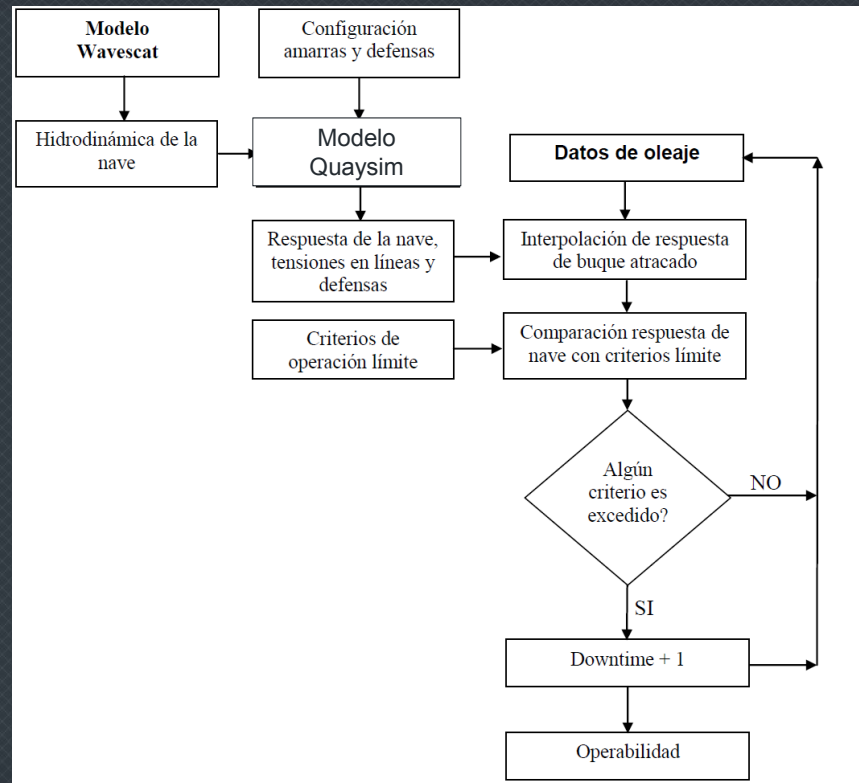 Modelo
Wavescat
Configuración
amarras y defensas
Hidrodinámica de la
nave
Modelo
Quaysim
Datos de oleaje
Respuesta de la nave,
tensiones en líneas y
defensas
Interpolación de respuesta
de buque atracado
Criterios de
operación límite
Comparación respuesta de
nave con criterios límite
Algún
criterio es
excedido?
NO
SI
Downtime + 1
Operabilidad